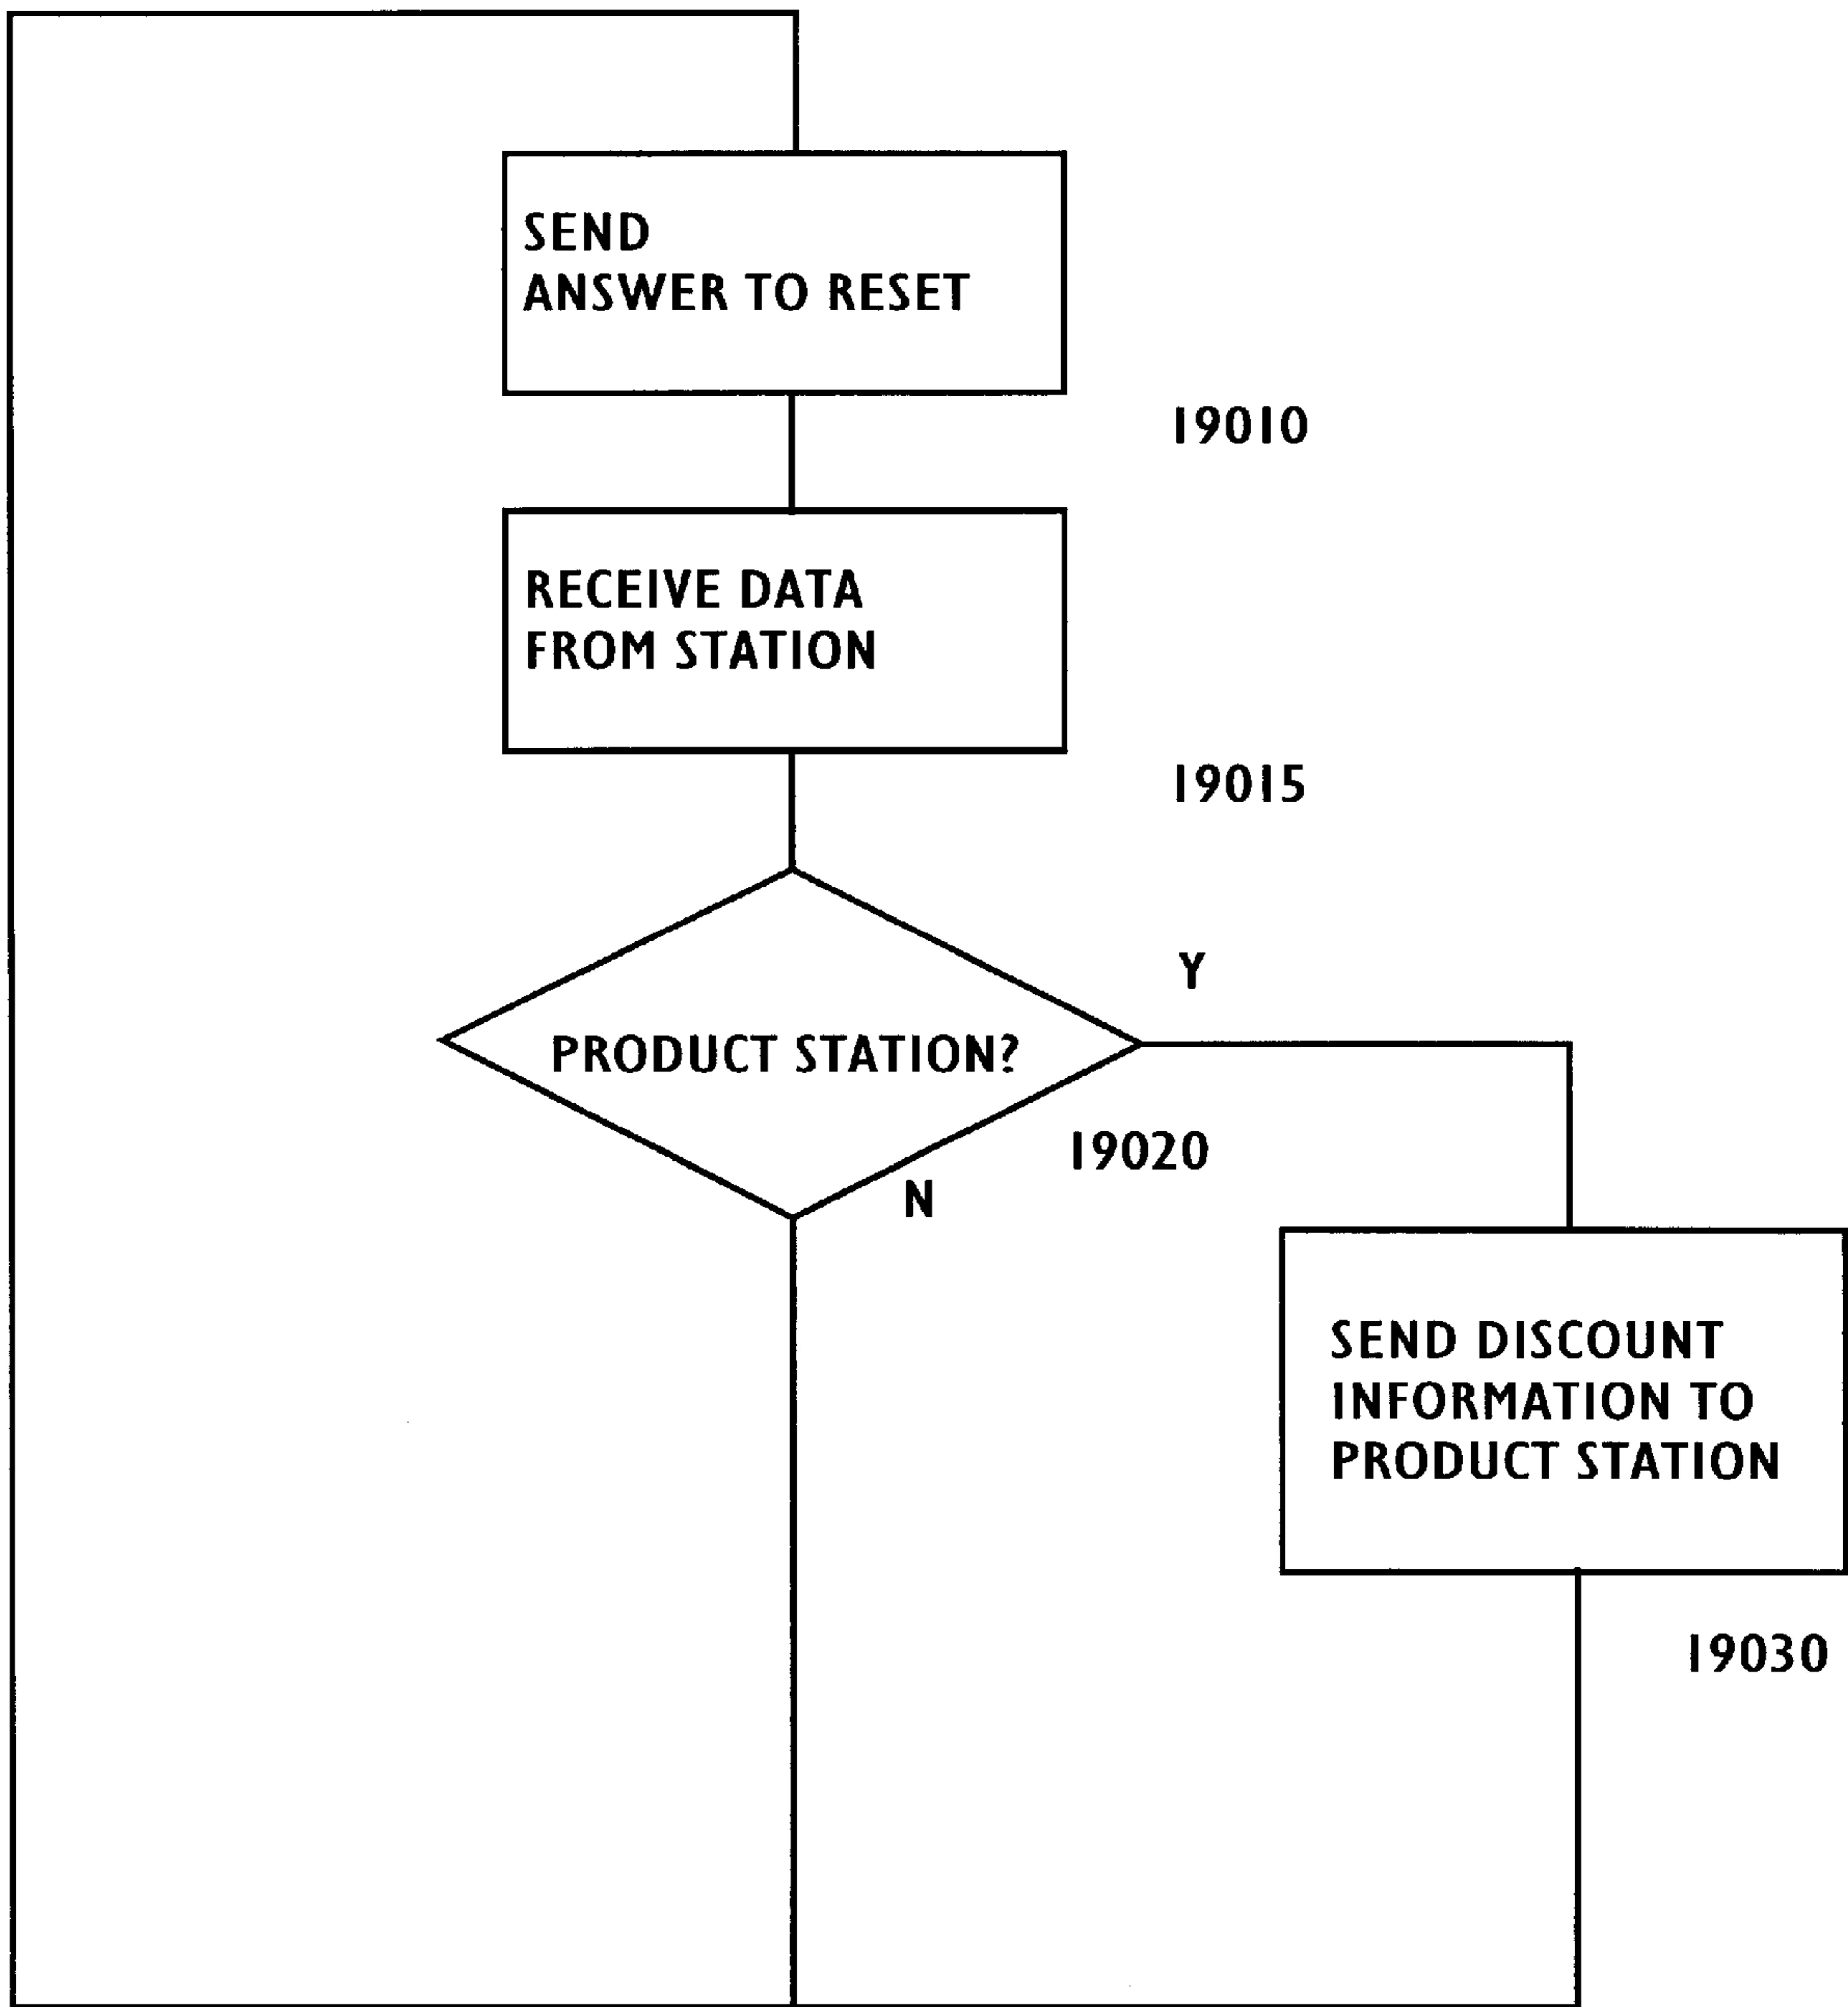 SEND
ANSWER TO RESET
19010
RECEIVE DATA
FROM STATION
19015
Y
PRODUCT STATION?
19020
N
SEND DISCOUNT
INFORMATION TO
PRODUCT STATION
19030